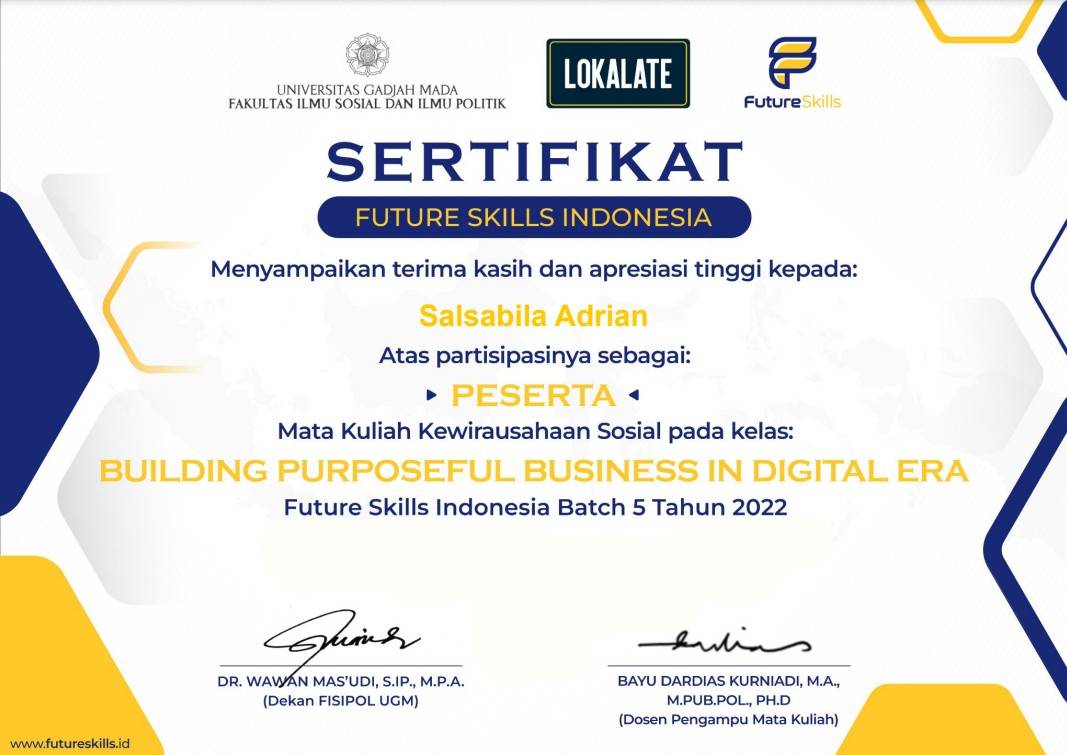 UNIVERSITAS GADJAH MADA
FAKULTAS ILMU SOSIAL DAN ILMU POLITIK
LOKALATE
FutureSkills
SERTIFIKAT
FUTURE SKILLS INDONESIA
Menyampaikan terima kasih dan apresiasi tinggi kepada:
Salsabila Adrian
Atas partisipasinya sebagai:
PESERTA
Mata Kuliah Kewirausahaan Sosial pada kelas:
BUILDING PURPOSEFUL BUSINESS IN DIGITAL ERA
Future Skills Indonesia Batch 5 Tahun 2022
DR. WAWAN MAS'UDI, S.IP., M.P.A.
(Dekan FISIPOL UGM)
BAYU DARDIAS KURNIADI, M.A.,
M.PUB.POL., PH.D
(Dosen Pengampu Mata Kuliah)
www.futureskills.id